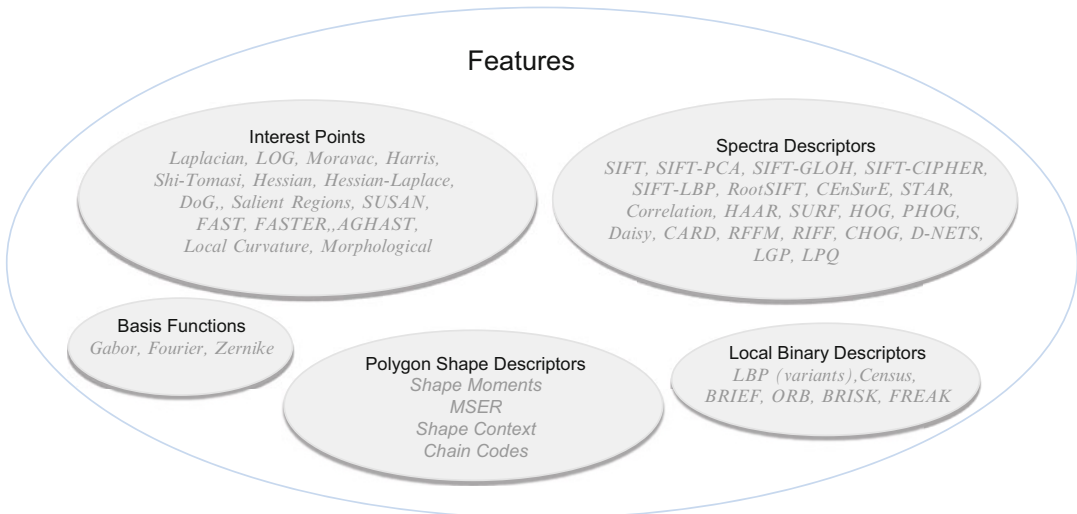 Features
Interest Points
Laplacian, LOG, Moravac, Harris,
Shi-Tomasi, Hessian, Hessian-Laplace,
DoG,, Salient Regions, SUSAN,
FAST, FASTER,,AGHAST,
Local Curvature, Morphological
Spectra Descriptors
SIFT, SIFT-PCA, SIFT-GLOH, SIFT-CIPHER,
SIFT-LBP, RootSIFT, CEnSurE, STAR,
Correlation, HAAR, SURF, HOG, PHOG,
Daisy, CARD, RFFM, RIFF, CHOG, D-NETS,
LGP, LPQ
Basis Functions
Gabor, Fourier, Zernike
Polygon Shape Descriptors
Shape Moments
MSER
Shape Context
Chain Codes
Local Binary Descriptors
LBP (variants),Census,
BRIEF, ORB, BRISK, FREAK